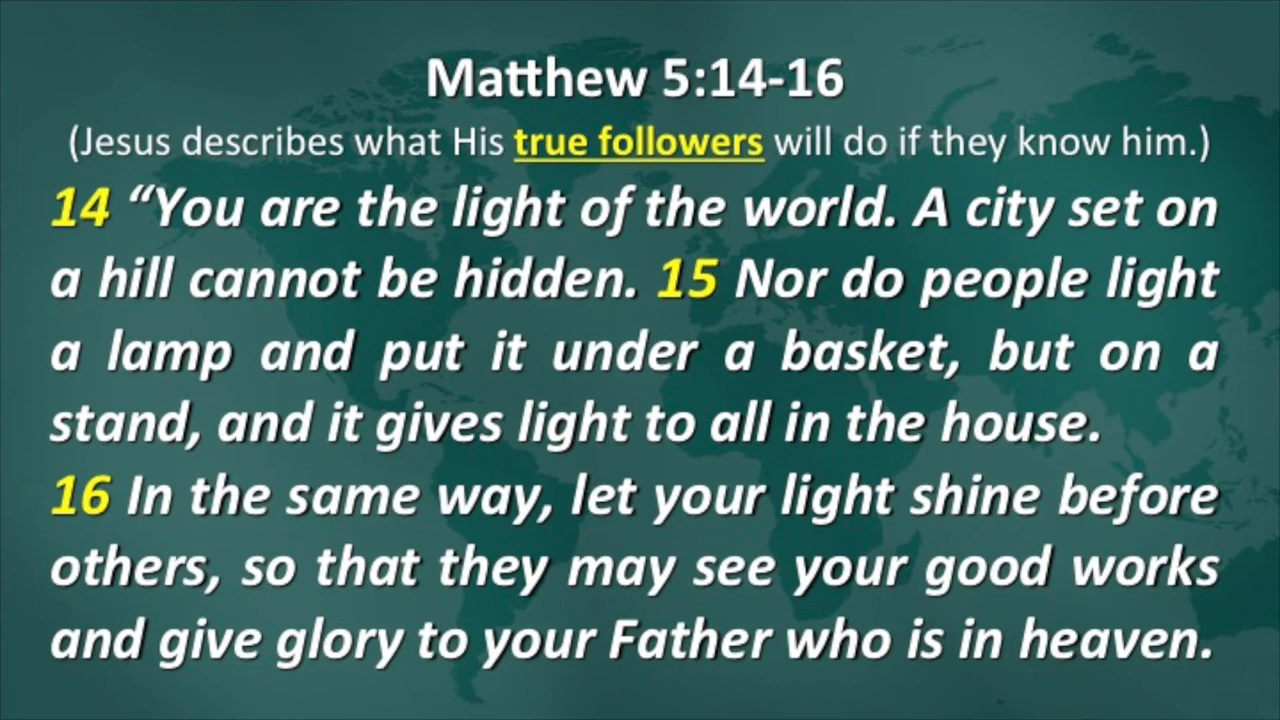 Matthew 5:14-16
(Jesus describes what His true followers will do if they know him.)
14 “You are the light of the world. A city set on
a hill cannot be hidden. 15 Nor do people light
a lamp and put it under a basket, but on a
stand, and it gives light to all in the house.
16 In the same way, let your light shine before
others, so that they may see your good works
and give glory to your Father who is in heaven.